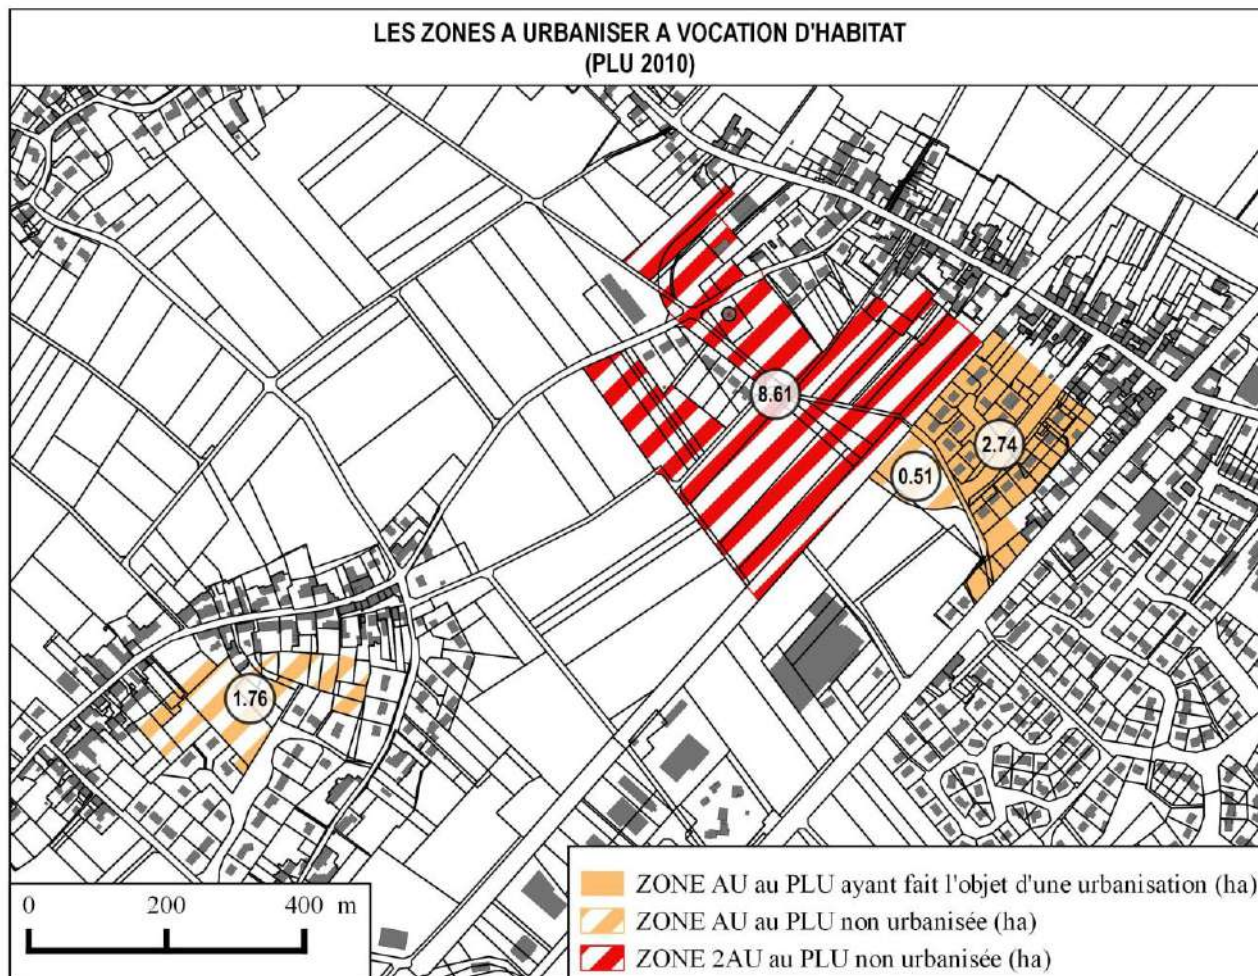 LES ZONES A URBANISER A VOCATION D'HABITAT
(PLU 2010)
8.61
2.74
0.51
1.76
0 200 400 m
ZONE AU au PLU ayant fait l'objet d'une urbanisation (ha)
ZONE AU au PLU non urbanisée (ha)
ZONE 2AU au PLU non urbanisée (ha)